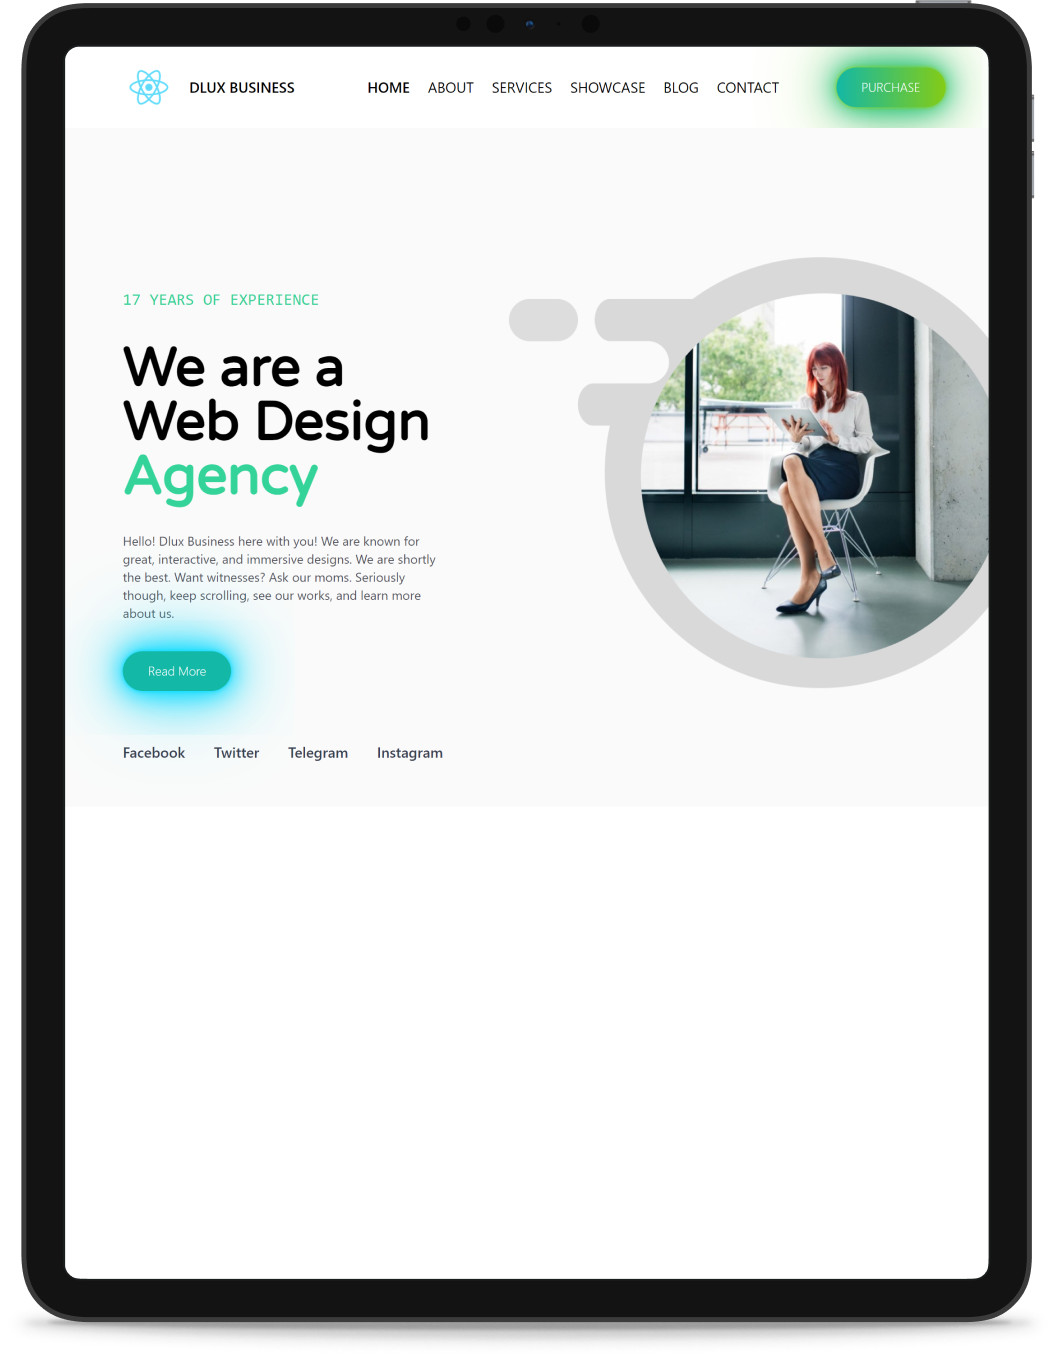 DLUX BUSINESS
HOME ABOUT SERVICES SHOWCASE BLOG CONTACT
PURCHASE
17 YEARS OF EXPERIENCE
We are a
Web Design
Agency
Hello! Dlux Business here with you! We are known for
great, interactive, and immersive designs. We are shortly
the best. Want witnesses? Ask our moms. Seriously
though, keep scrolling, see our works, and learn more
about us.
Read More
Facebook Twitter Telegram Instagram